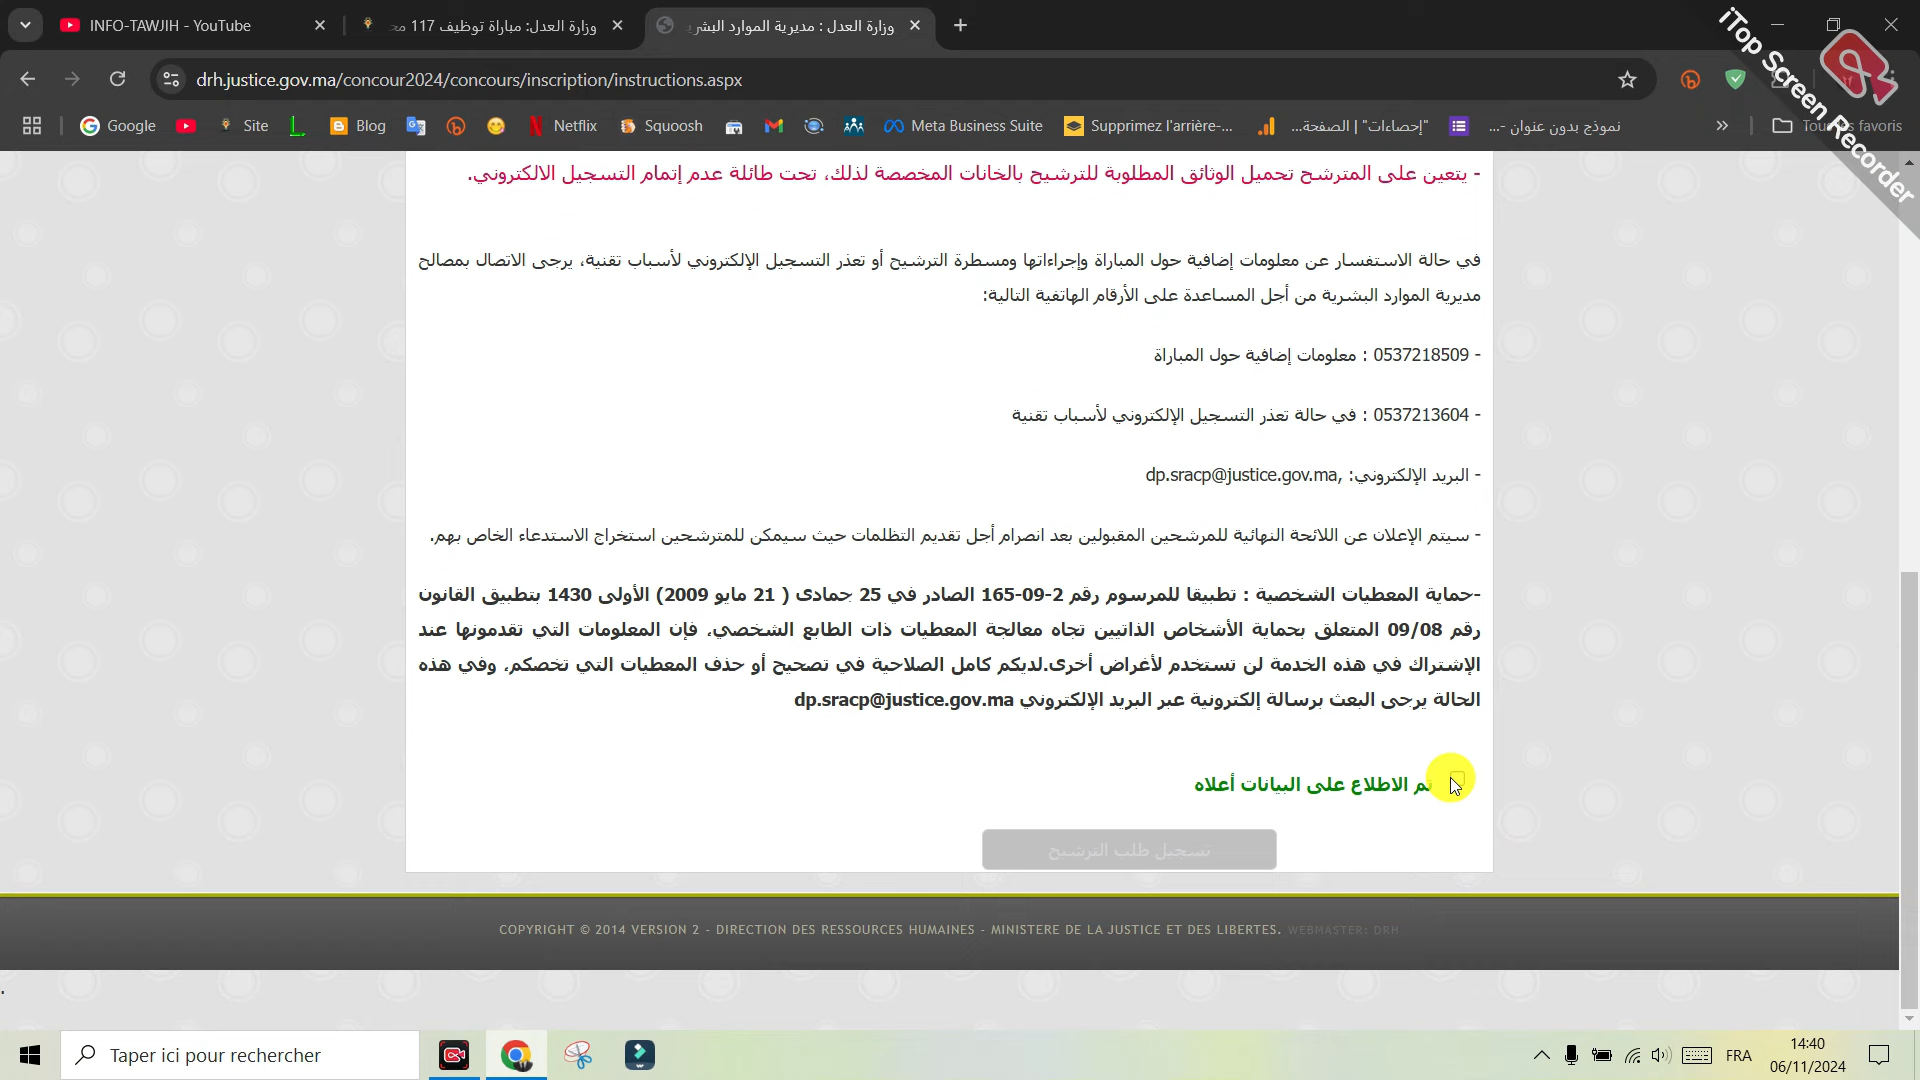 INFO-TAWJIH - YouTube
وزارة العدل: مباراة توظيف 117 مح
وزارة العدل : مديرية الموارد البشري
drh.justice.gov.ma/concour2024/concours/inscription/instructions.aspx
Google
Site
Blog
Netflix
Squoosh
Meta Business Suite
Supprimez l'arrière-...
"إحصاءات" | الصفحة...
نموذج بدون عنوان -...
Tous les favoris
iTop Screen Recorder
- يتعين على المترشح تحميل الوثائق المطلوبة للترشيح بالخانات المخصصة لذلك، تحت طائلة عدم إتمام التسجيل الالكتروني.
في حالة الاستفسار عن معلومات إضافية حول المباراة وإجراءاتها ومسطرة الترشيح أو تعذر التسجيل الإلكتروني لأسباب تقنية، يرجى الاتصال بمصالح
مديرية الموارد البشرية من أجل المساعدة على الأرقام الهاتفية التالية:
- 0537218509 : معلومات إضافية حول المباراة
- 0537213604 : في حالة تعذر التسجيل الإلكتروني لأسباب تقنية
- البريد الإلكتروني: ,dp.sracp@justice.gov.ma
- سيتم الإعلان عن اللائحة النهائية للمرشحين المقبولين بعد انصرام أجل تقديم التظلمات حيث سيمكن للمترشحين استخراج الاستدعاء الخاص بهم.
-حماية المعطيات الشخصية : تطبيقا للمرسوم رقم 2-09-165 الصادر في 25 جمادى ( 21 مايو 2009) الأولى 1430 بتطبيق القانون
رقم 09/08 المتعلق بحماية الأشخاص الذاتيين تجاه معالجة المعطيات ذات الطابع الشخصي، فإن المعلومات التي تقدمونها عند
الإشتراك في هذه الخدمة لن تستخدم لأغراض أخرى.لديكم كامل الصلاحية في تصحيح أو حذف المعطيات التي تخصكم، وفي هذه
الحالة يرجى البعث برسالة إلكترونية عبر البريد الإلكتروني dp.sracp@justice.gov.ma
تم الاطلاع على البيانات أعلاه
تسجيل طلب الترشيح
COPYRIGHT © 2014 VERSION 2 - DIRECTION DES RESSOURCES HUMAINES - MINISTERE DE LA JUSTICE ET DES LIBERTES. WEBMASTER: DRH
.
Taper ici pour rechercher
FRA
14:40
06/11/2024